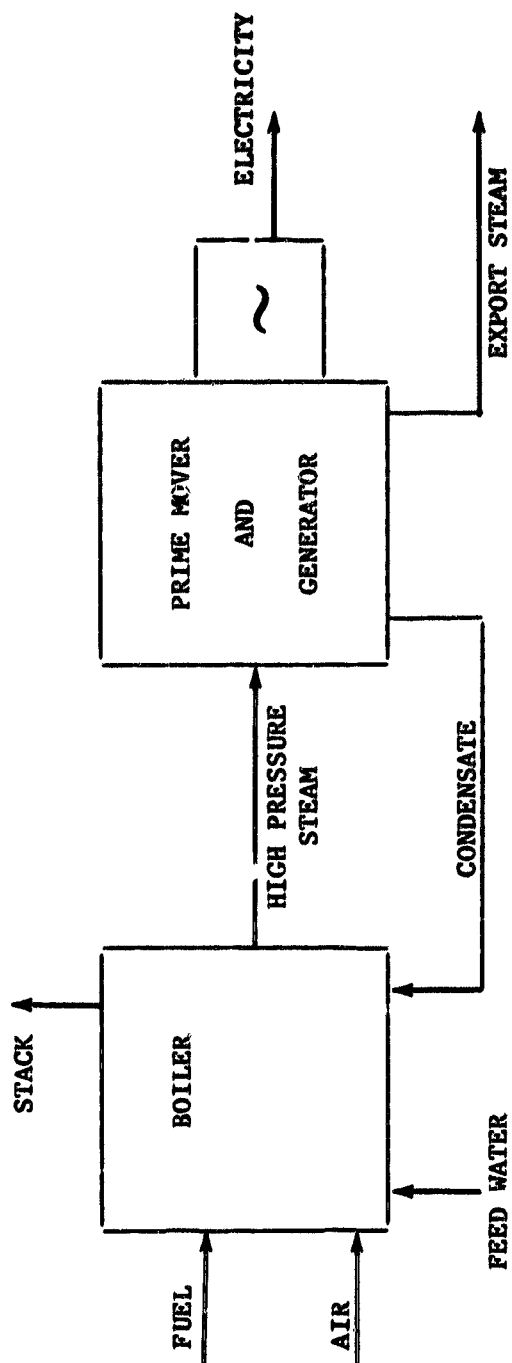 STACK
FUEL
BOILER
AIR
FEED WATER
HIGH PRESSURE
STEAM
CONDENSATE
PRIME MOVER
AND
GENERATOR
~
ELECTRICITY
EXPORT STEAM